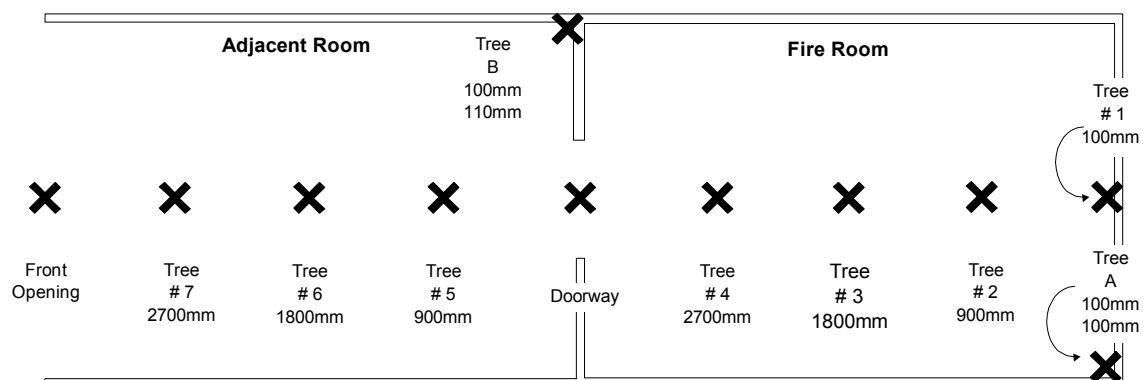 Adjacent Room
Tree
B
100mm
110mm
Fire Room
Tree
# 1
100mm
Front
Opening
Tree
# 7
2700mm
Tree
# 6
1800mm
Tree
# 5
900mm
Doorway
Tree
# 4
2700mm
Tree
# 3
1800mm
Tree
# 2
900mm
Tree
A
100mm
100mm